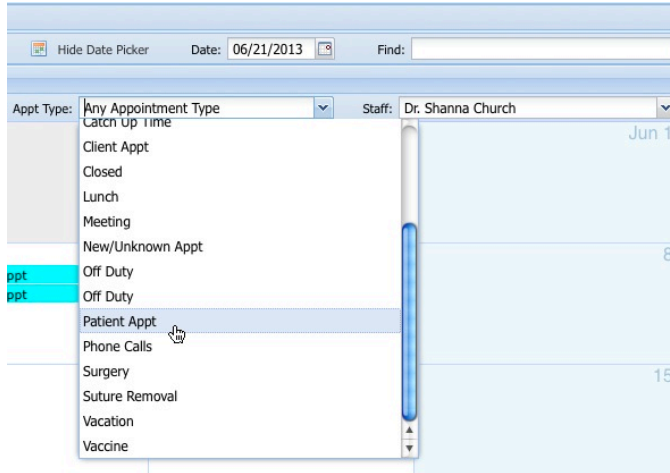 Hide Date Picker Date: 06/21/2013 Find:
Appt Type: Any Appointment Type Staff: Dr. Shanna Church
Catch Up Time
Jun 1
Client Appt
Closed
Lunch
Meeting
New/Unknown Appt
8
Off Duty
ppt
Off Duty
ppt
Patient Appt
Phone Calls
Surgery
15
Suture Removal
Vacation
Vaccine